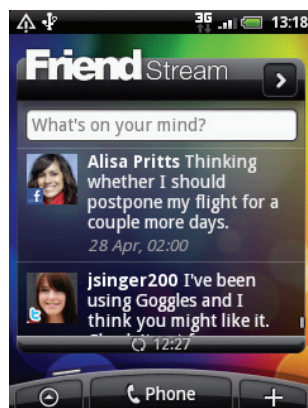 3G 13:18
Friend Stream
What's on your mind?
Alisa Pritts Thinking
whether I should
postpone my flight for a
couple more days.
28 Apr, 02:00
jsinger200 I've been
using Goggles and I
think you might like it.
12:27
Phone